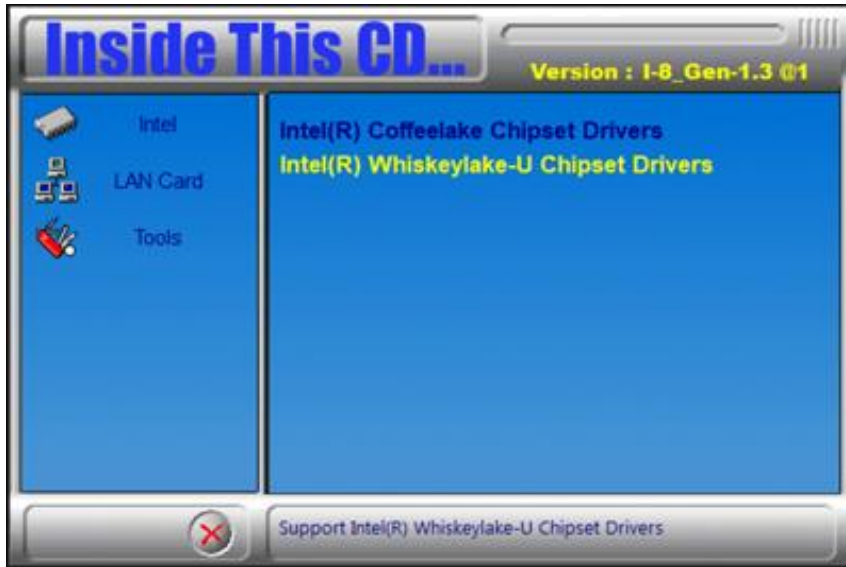 Inside This CD...
Version : I-8_Gen-1.3 @1
Intel
LAN Card
Tools
Intel(R) Coffeelake Chipset Drivers
Intel(R) Whiskeylake-U Chipset Drivers
Support Intel(R) Whiskeylake-U Chipset Drivers